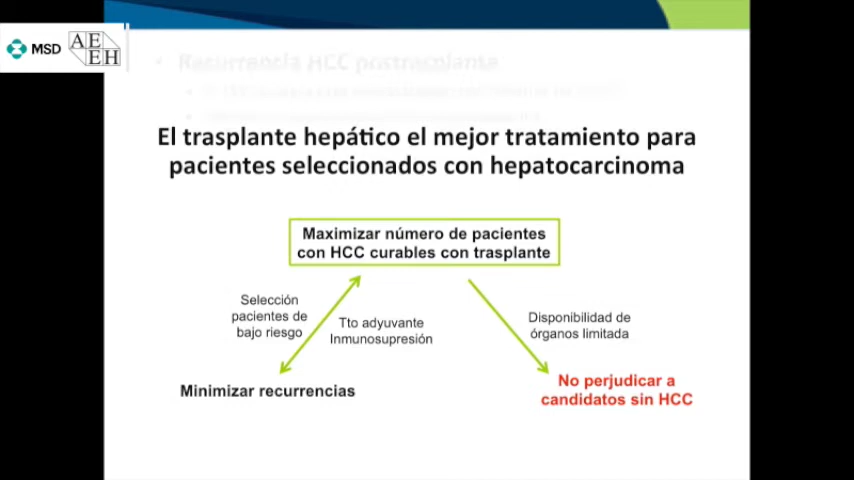 MSD
AE
EH
Recurrencia HCC postrasplante
El trasplante hepático el mejor tratamiento para
pacientes seleccionados con hepatocarcinoma
Maximizar número de pacientes
con HCC curables con trasplante
Selección
pacientes de
bajo riesgo
Tto adyuvante
Inmunosupresión
Disponibilidad de
órganos limitada
Minimizar recurrencias
No perjudicar a
candidatos sin HCC